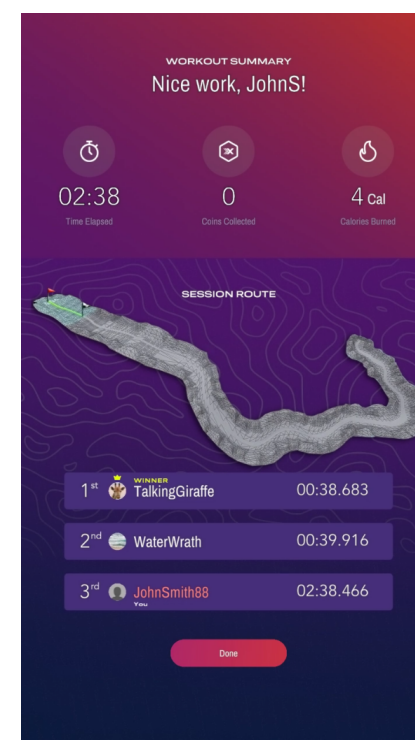 WORKOUT SUMMARY
Nice work, JohnS!
02:38
0
4 Cal
Time Elapsed
Coins Collected
Calories Burned
SESSION ROUTE
1st WINNER TalkingGiraffe 00:38.683
2nd WaterWrath 00:39.916
3rd JohnSmith88 02:38.466
You
Done